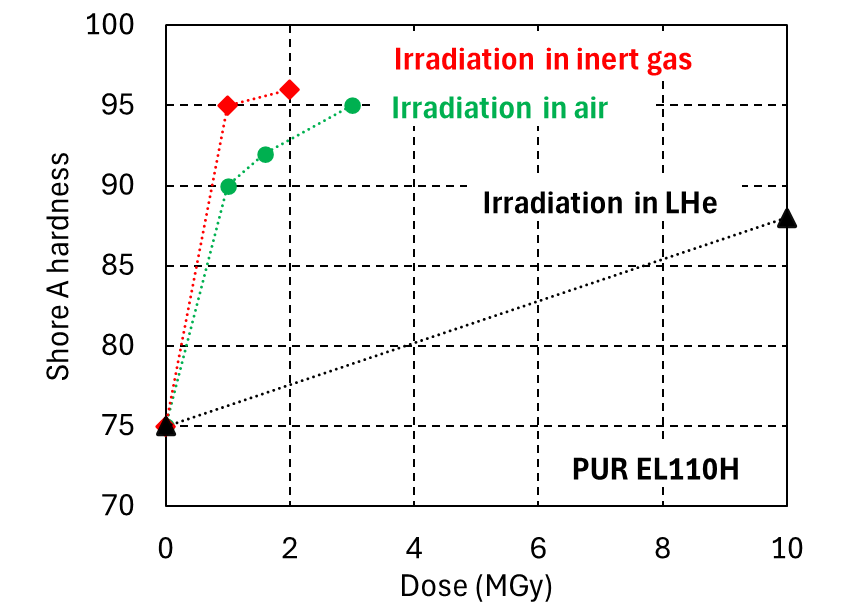 100
95
90
85
80
75
70
Shore A hardness
Irradiation in inert gas
Irradiation in air
Irradiation in LHe
PUR EL110H
0 2 4 6 8 10
Dose (MGy)